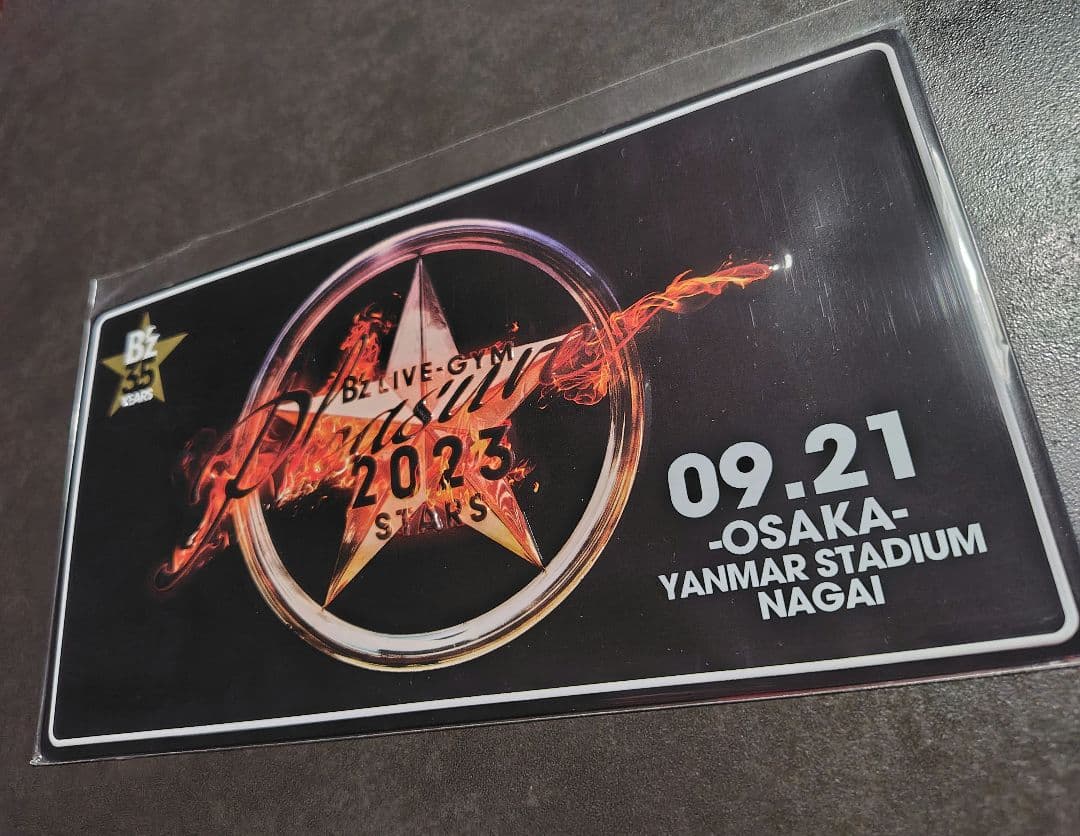 B'z
35
YEARS
B'z LIVE-GYM
Pleasure
2023
STARS
09.21
-OSAKA-
YANMAR STADIUM
NAGAI